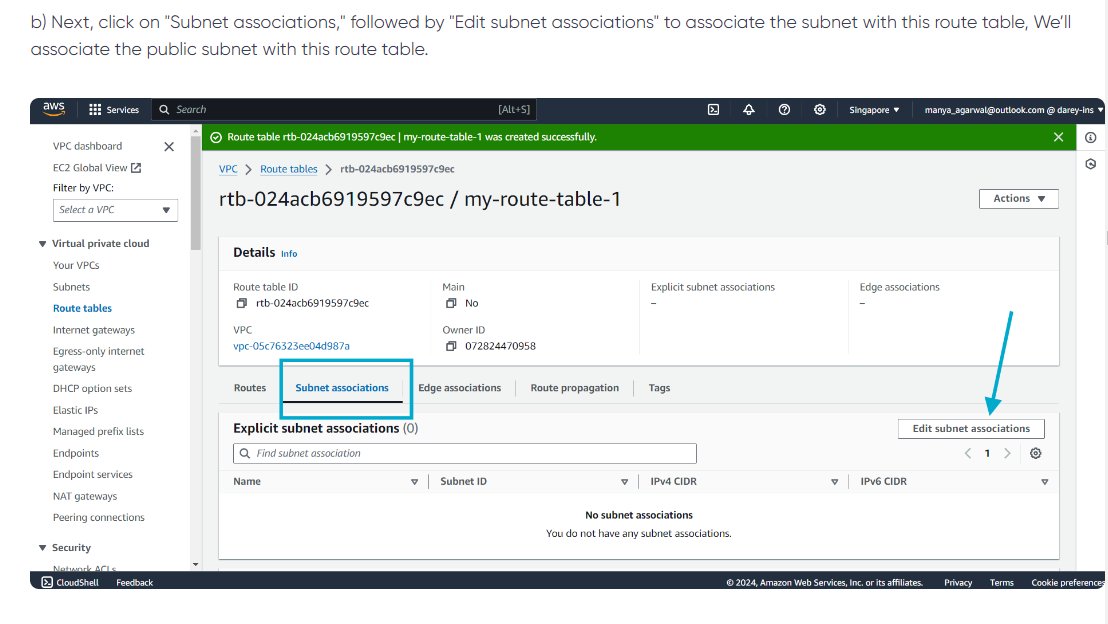 b) Next, click on "Subnet associations," followed by "Edit subnet associations" to associate the subnet with this route table, We'll
associate the public subnet with this route table.
aws
Services
Search
[Alt+S]
Singapore
manya_agarwal@outlook.com @ darey-ins
VPC dashboard
EC2 Global View
Filter by VPC:
Select a VPC
Virtual private cloud
Your VPCs
Subnets
Route tables
Internet gateways
Egress-only internet
gateways
DHCP option sets
Elastic IPs
Managed prefix lists
Endpoints
Endpoint services
NAT gateways
Peering connections
Security
Network ACLs
Route table rtb-024acb6919597c9ec | my-route-table-1 was created successfully.
VPC > Route tables > rtb-024acb6919597c9ec
rtb-024acb6919597c9ec / my-route-table-1
Actions
Details Info
Route table ID
rtb-024acb6919597c9ec
Main
No
Explicit subnet associations
–
Edge associations
–
VPC
vpc-05c76323ee04d987a
Owner ID
072824470958
Routes
Subnet associations
Edge associations
Route propagation
Tags
Explicit subnet associations (0)
Edit subnet associations
Find subnet association
1
Name
Subnet ID
IPv4 CIDR
IPv6 CIDR
No subnet associations
You do not have any subnet associations.
CloudShell
Feedback
© 2024, Amazon Web Services, Inc. or its affiliates.
Privacy
Terms
Cookie preferences